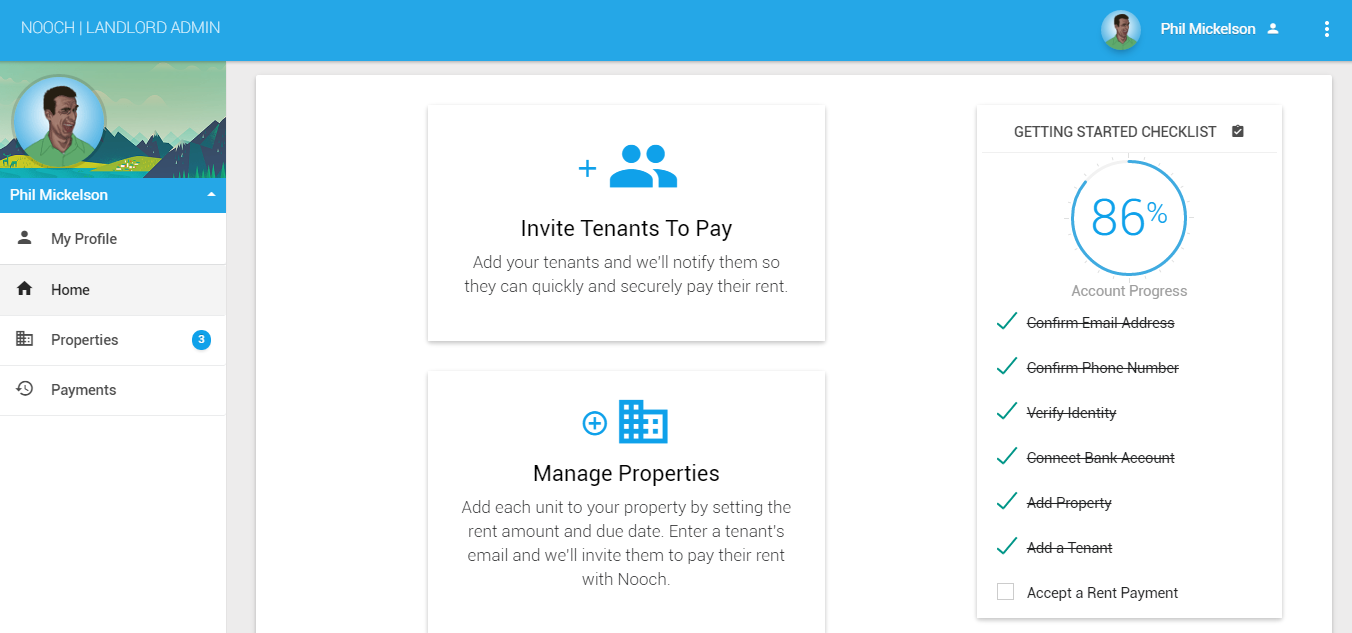 NOOCH | LANDLORD ADMIN
Phil Mickelson
Phil Mickelson
My Profile
Home
Properties 3
Payments
Invite Tenants To Pay
Add your tenants and we'll notify them so
they can quickly and securely pay their rent.
Manage Properties
Add each unit to your property by setting the
rent amount and due date. Enter a tenant's
email and we'll invite them to pay their rent
with Nooch.
GETTING STARTED CHECKLIST
86%
Account Progress
Confirm Email Address
Confirm Phone Number
Verify Identity
Connect Bank Account
Add Property
Add a Tenant
Accept a Rent Payment